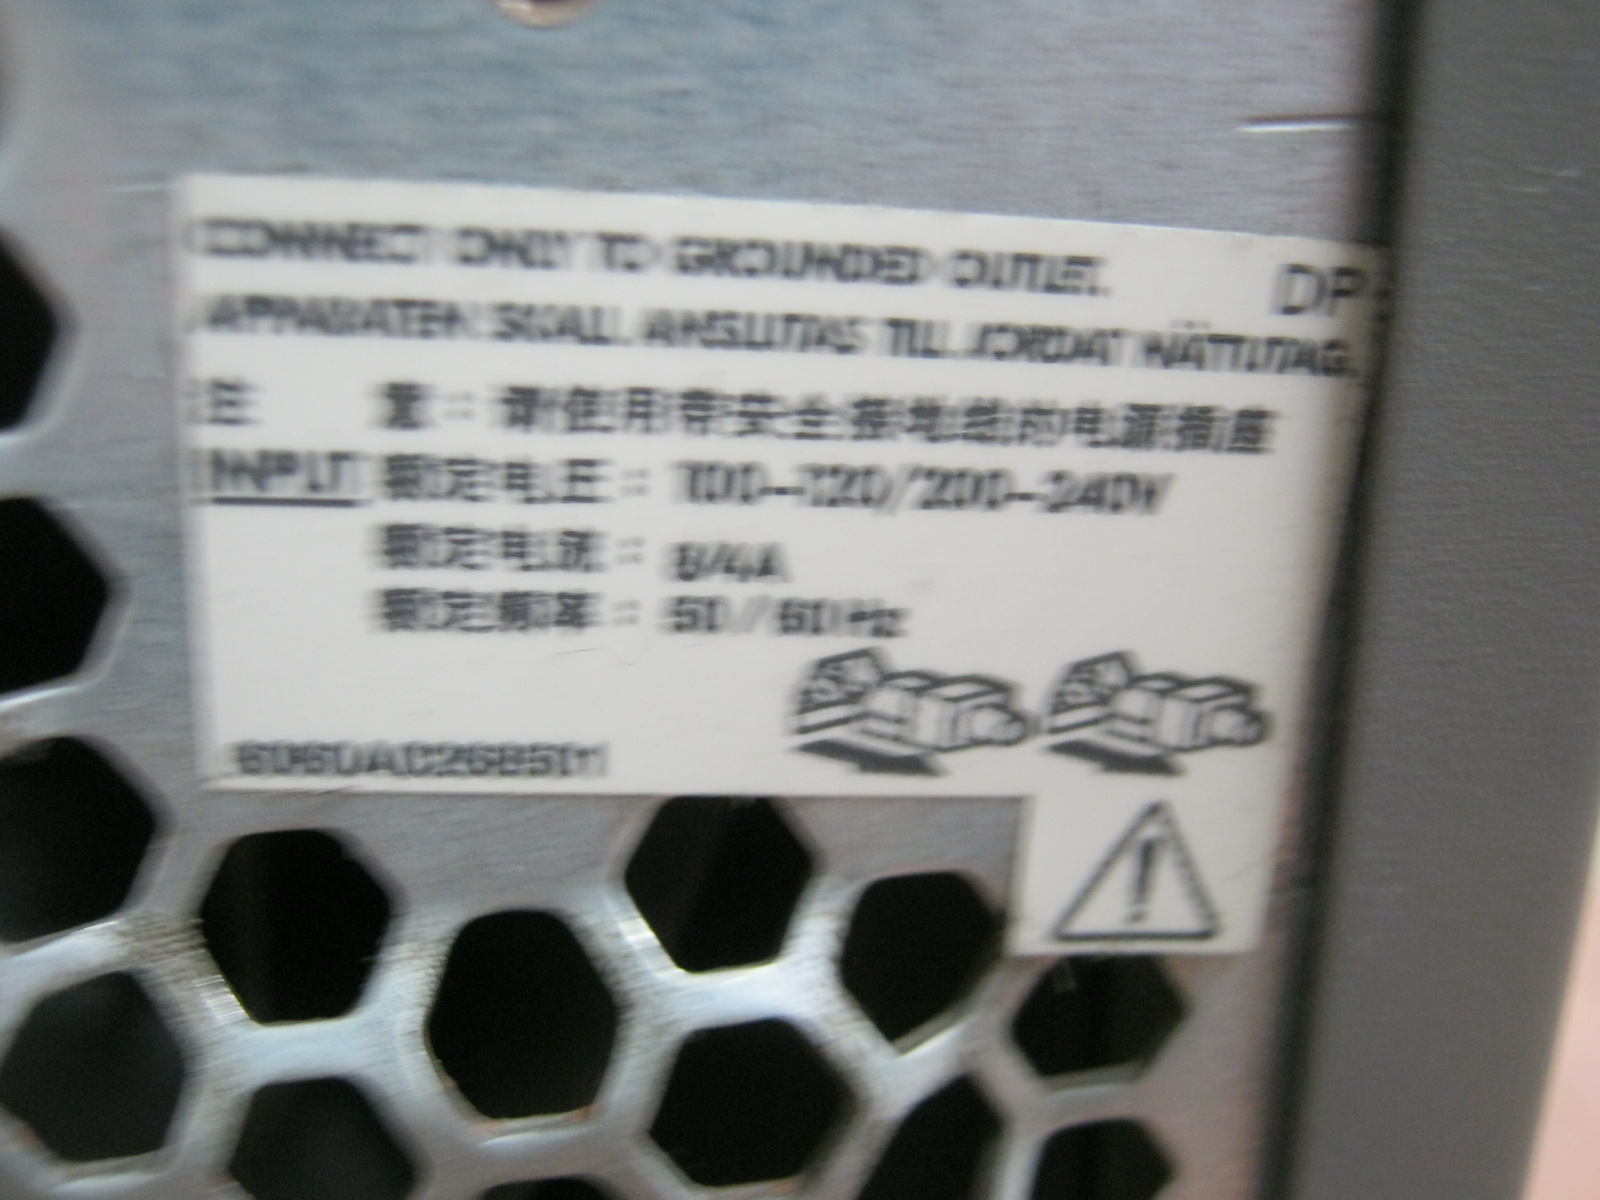 CONNECT ONLY TO GROUNDED OUTLET.
DP
APPARATEN SKALL ANSLUTAS TILL JORDAT NÄTUTTAG.
注 意：请使用带安全接地线的电源插座
INPUT 额定电压：100-120/200-240V
额定电流：8/4A
额定频率：50/60Hz
6060A0268501